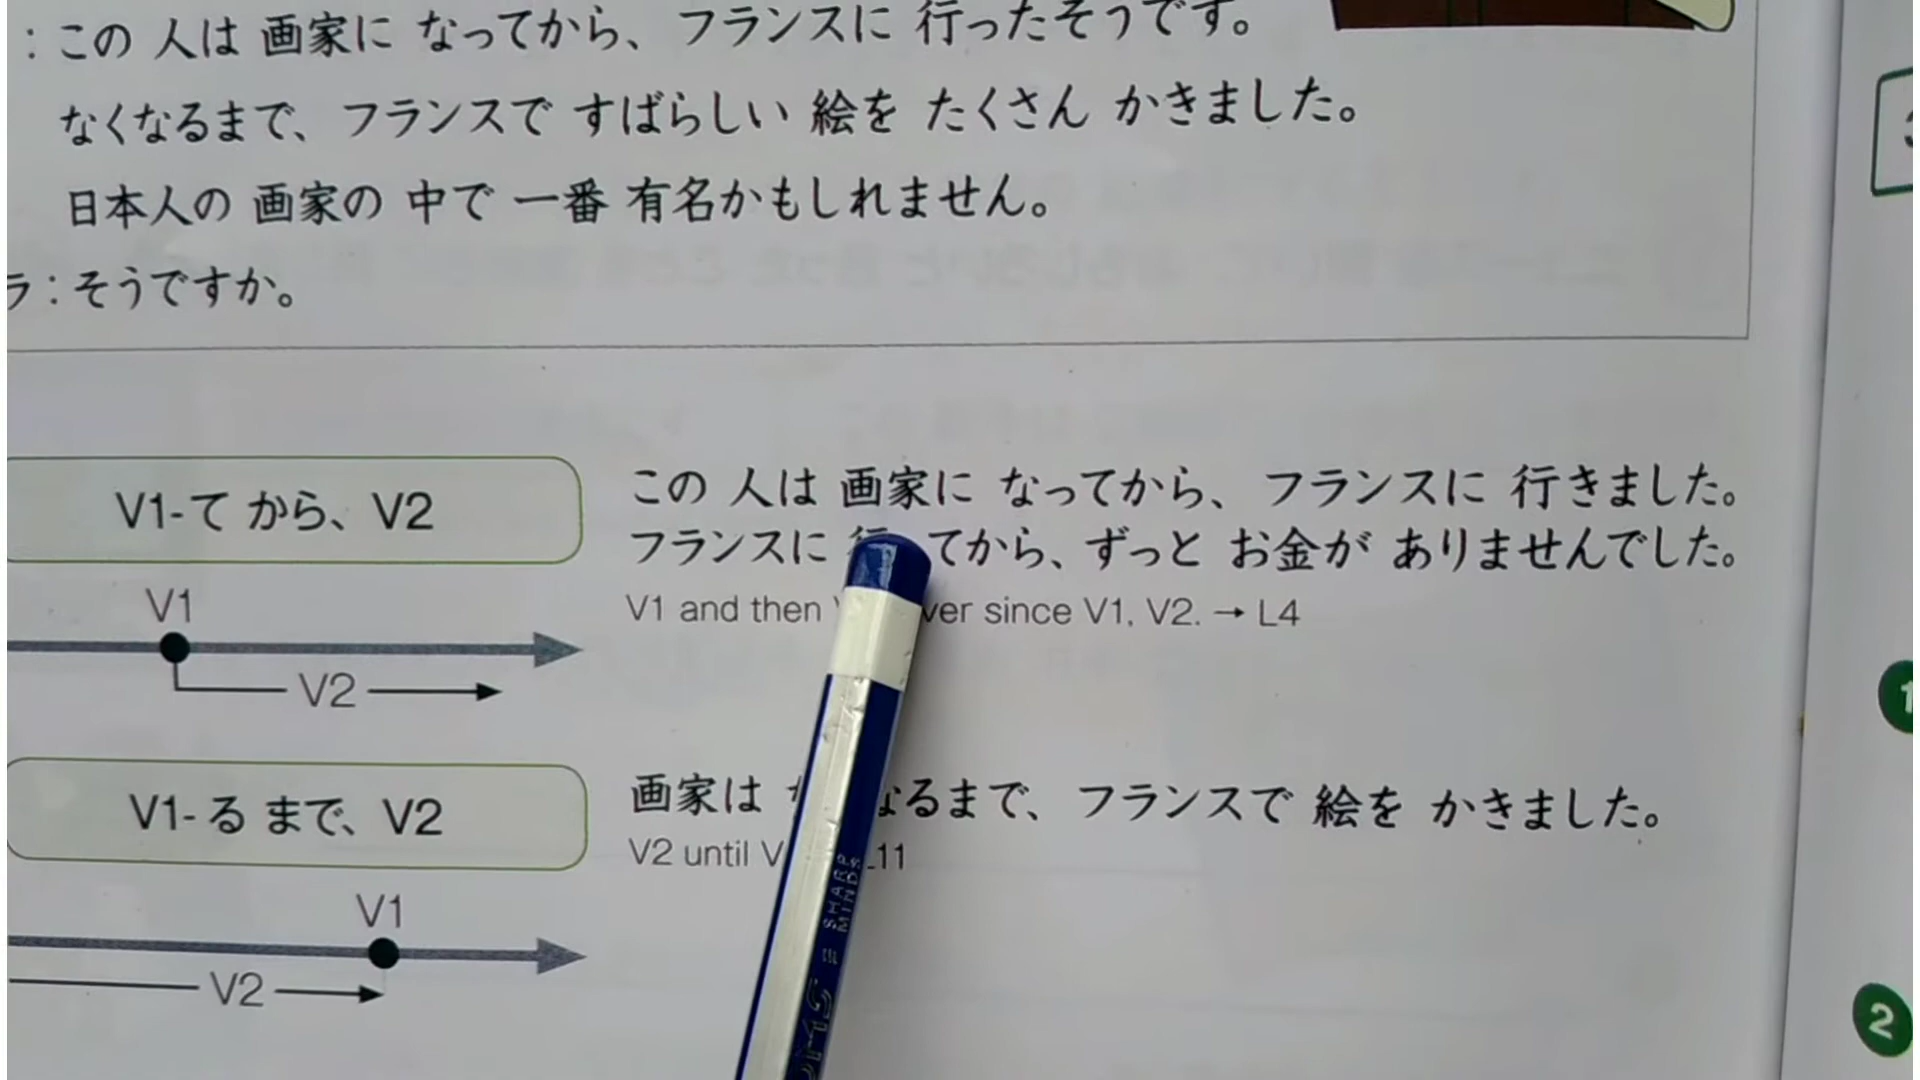 ：この 人は 画家に なってから、フランスに 行ったそうです。
なくなるまで、フランスで すばらしい 絵を たくさん かきました。
日本人の 画家の 中で 一番 有名かもしれません。
ラ：そうですか。
V1-て から、V2
この 人は 画家に なってから、フランスに 行きました。
フランスに 行ってから、ずっと お金が ありませんでした。
V1 and then ver since V1, V2. → L4
V1
V2
V1-る まで、V2
画家は なるまで、フランスで 絵を かきました。
V2 until V 11
V1
V2
SHARP
MINDS
1
2